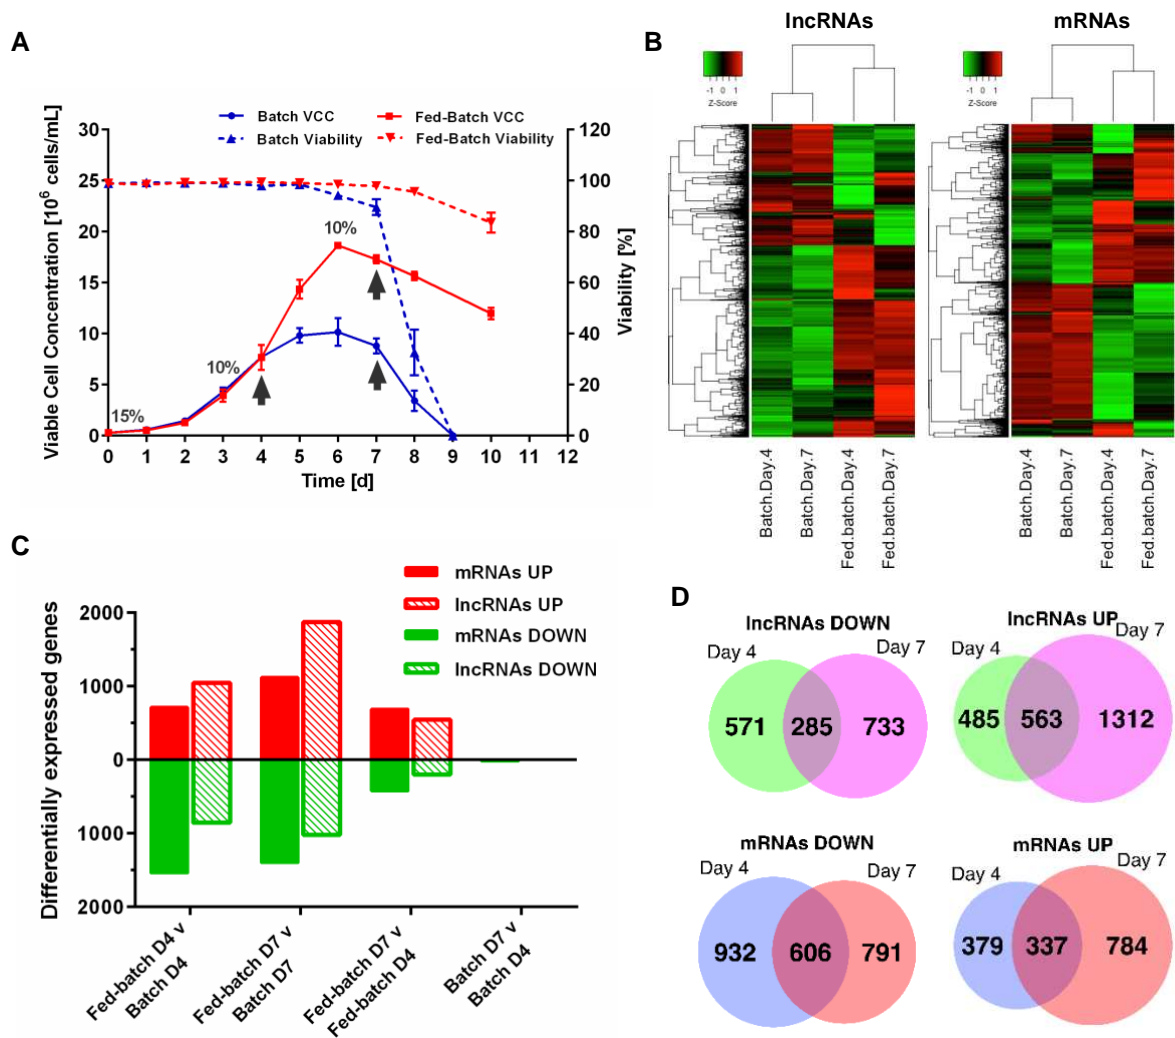 A
Batch VCC
Batch Viability
Fed-Batch VCC
Fed-Batch Viability
Viable Cell Concentration [10⁶ cells/mL]
30
25
20
15
10
5
0
120
100
80
60
40
20
0
Viability [%]
15%
10%
10%
0 1 2 3 4 5 6 7 8 9 10 11 12
Time [d]
B
lncRNAs
-1 0 1
Z-Score
Batch.Day.4
Batch.Day.7
Fed.batch.Day.4
Fed.batch.Day.7
mRNAs
-1 0 1
Z-Score
Batch.Day.4
Batch.Day.7
Fed.batch.Day.4
Fed.batch.Day.7
C
mRNAs UP
lncRNAs UP
mRNAs DOWN
lncRNAs DOWN
Differentially expressed genes
2000
1000
0
1000
2000
Fed-batch D4 v
Batch D4
Fed-batch D7 v
Batch D7
Fed-batch D7 v
Fed-batch D4
Batch D7 v
Batch D4
D
lncRNAs DOWN
Day 4
Day 7
571 285 733
lncRNAs UP
Day 4
Day 7
485 563 1312
mRNAs DOWN
Day 4
Day 7
932 606 791
mRNAs UP
Day 4
Day 7
379 337 784